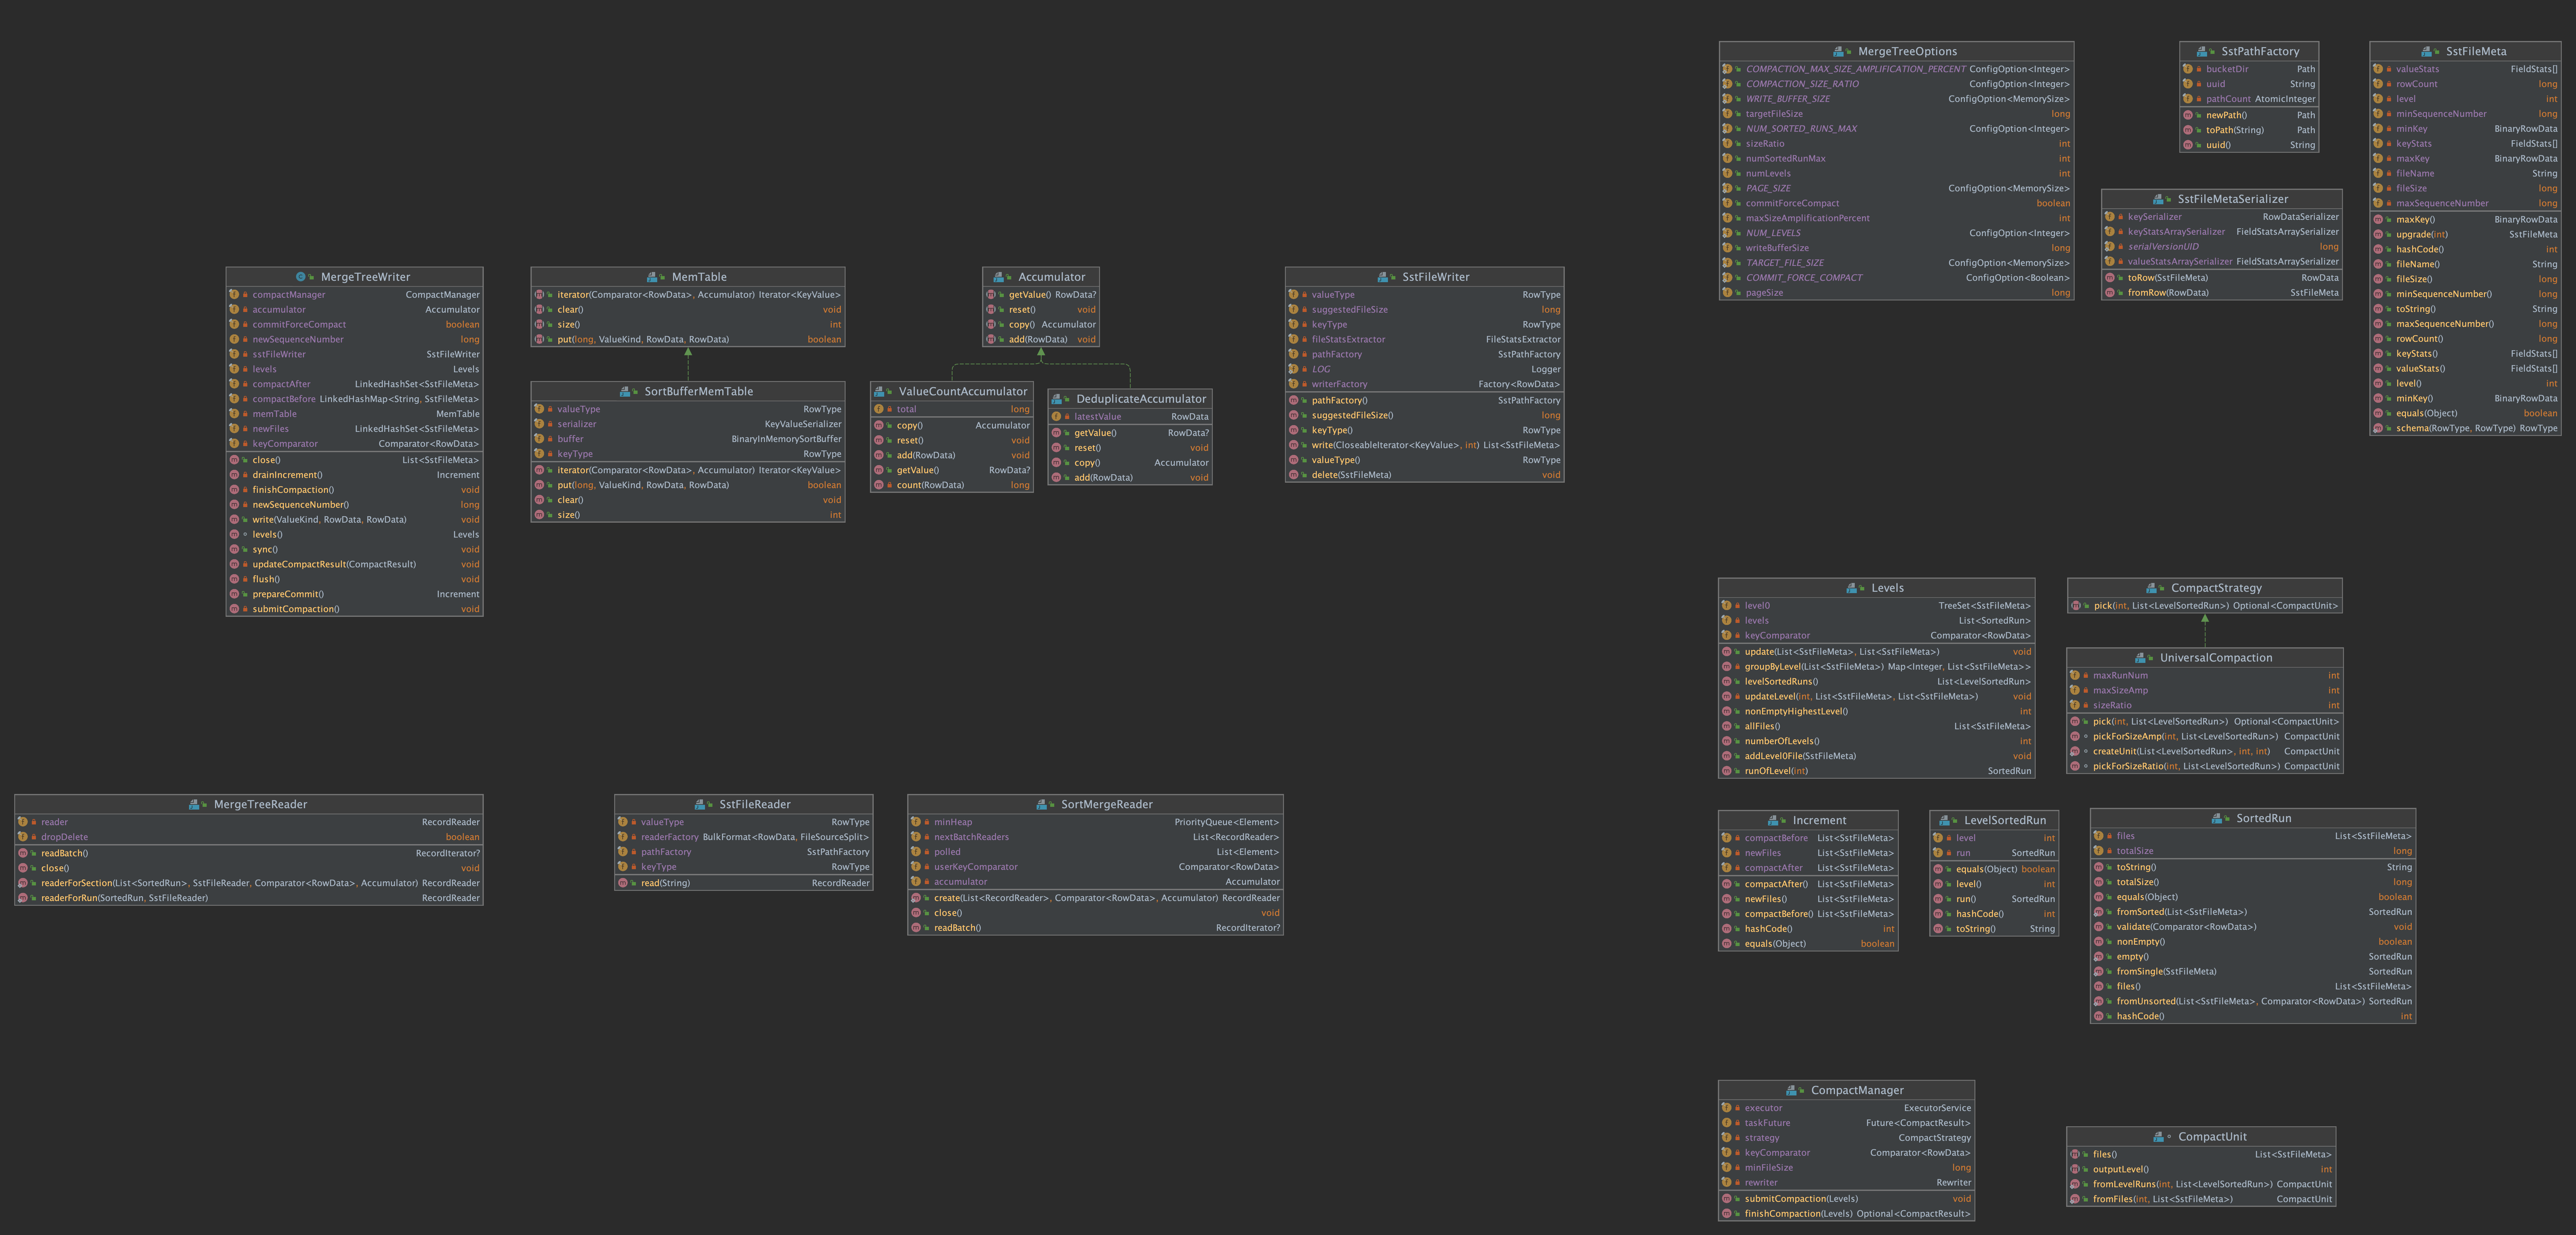 MergeTreeWriter
compactManager CompactManager
accumulator Accumulator
commitForceCompact boolean
newSequenceNumber long
sstFileWriter SstFileWriter
levels Levels
compactAfter LinkedHashSet<SstFileMeta>
compactBefore LinkedHashMap<String, SstFileMeta>
memTable MemTable
newFiles LinkedHashSet<SstFileMeta>
keyComparator Comparator<RowData>
close() List<SstFileMeta>
drainIncrement() Increment
finishCompaction() void
newSequenceNumber() long
write(ValueKind, RowData, RowData) void
levels() Levels
sync() void
updateCompactResult(CompactResult) void
flush() void
prepareCommit() Increment
submitCompaction() void
MemTable
iterator(Comparator<RowData>, Accumulator) Iterator<KeyValue>
clear() void
size() int
put(long, ValueKind, RowData, RowData) boolean
SortBufferMemTable
valueType RowType
serializer KeyValueSerializer
buffer BinaryInMemorySortBuffer
keyType RowType
iterator(Comparator<RowData>, Accumulator) Iterator<KeyValue>
put(long, ValueKind, RowData, RowData) boolean
clear() void
size() int
Accumulator
getValue() RowData?
reset() void
copy() Accumulator
add(RowData) void
ValueCountAccumulator
total long
copy() Accumulator
reset() void
add(RowData) void
getValue() RowData?
count(RowData) long
DeduplicateAccumulator
latestValue RowData
getValue() RowData?
reset() void
copy() Accumulator
add(RowData) void
SstFileWriter
valueType RowType
suggestedFileSize long
keyType RowType
fileStatsExtractor FileStatsExtractor
pathFactory SstPathFactory
LOG Logger
writerFactory Factory<RowData>
pathFactory() SstPathFactory
suggestedFileSize() long
keyType() RowType
write(CloseableIterator<KeyValue>, int) List<SstFileMeta>
valueType() RowType
delete(SstFileMeta) void
MergeTreeOptions
COMPACTION_MAX_SIZE_AMPLIFICATION_PERCENT ConfigOption<Integer>
COMPACTION_SIZE_RATIO ConfigOption<Integer>
WRITE_BUFFER_SIZE ConfigOption<MemorySize>
targetFileSize long
NUM_SORTED_RUNS_MAX ConfigOption<Integer>
sizeRatio int
numSortedRunMax int
numLevels int
PAGE_SIZE ConfigOption<MemorySize>
commitForceCompact boolean
maxSizeAmplificationPercent int
NUM_LEVELS ConfigOption<Integer>
writeBufferSize long
TARGET_FILE_SIZE ConfigOption<MemorySize>
COMMIT_FORCE_COMPACT ConfigOption<Boolean>
pageSize long
SstPathFactory
bucketDir Path
uuid String
pathCount AtomicInteger
newPath() Path
toPath(String) Path
uuid() String
SstFileMetaSerializer
keySerializer RowDataSerializer
keyStatsArraySerializer FieldStatsArraySerializer
serialVersionUID long
valueStatsArraySerializer FieldStatsArraySerializer
toRow(SstFileMeta) RowData
fromRow(RowData) SstFileMeta
SstFileMeta
valueStats FieldStats[]
rowCount long
level int
minSequenceNumber long
minKey BinaryRowData
keyStats FieldStats[]
maxKey BinaryRowData
fileName String
fileSize long
maxSequenceNumber long
maxKey() BinaryRowData
upgrade(int) SstFileMeta
hashCode() int
fileName() String
fileSize() long
minSequenceNumber() long
toString() String
maxSequenceNumber() long
rowCount() long
keyStats() FieldStats[]
valueStats() FieldStats[]
level() int
minKey() BinaryRowData
equals(Object) boolean
schema(RowType, RowType) RowType
Levels
level0 TreeSet<SstFileMeta>
levels List<SortedRun>
keyComparator Comparator<RowData>
update(List<SstFileMeta>, List<SstFileMeta>) void
groupByLevel(List<SstFileMeta>) Map<Integer, List<SstFileMeta>>
levelSortedRuns() List<LevelSortedRun>
updateLevel(int, List<SstFileMeta>, List<SstFileMeta>) void
nonEmptyHighestLevel() int
allFiles() List<SstFileMeta>
numberOfLevels() int
addLevel0File(SstFileMeta) void
runOfLevel(int) SortedRun
CompactStrategy
pick(int, List<LevelSortedRun>) Optional<CompactUnit>
UniversalCompaction
maxRunNum int
maxSizeAmp int
sizeRatio int
pick(int, List<LevelSortedRun>) Optional<CompactUnit>
pickForSizeAmp(int, List<LevelSortedRun>) CompactUnit
createUnit(List<LevelSortedRun>, int, int) CompactUnit
pickForSizeRatio(int, List<LevelSortedRun>) CompactUnit
MergeTreeReader
reader RecordReader
dropDelete boolean
readBatch() RecordIterator?
close() void
readerForSection(List<SortedRun>, SstFileReader, Comparator<RowData>, Accumulator) RecordReader
readerForRun(SortedRun, SstFileReader) RecordReader
SstFileReader
valueType RowType
readerFactory BulkFormat<RowData, FileSourceSplit>
pathFactory SstPathFactory
keyType RowType
read(String) RecordReader
SortMergeReader
minHeap PriorityQueue<Element>
nextBatchReaders List<RecordReader>
polled List<Element>
userKeyComparator Comparator<RowData>
accumulator Accumulator
create(List<RecordReader>, Comparator<RowData>, Accumulator) RecordReader
close() void
readBatch() RecordIterator?
Increment
compactBefore List<SstFileMeta>
newFiles List<SstFileMeta>
compactAfter List<SstFileMeta>
compactAfter() List<SstFileMeta>
newFiles() List<SstFileMeta>
compactBefore() List<SstFileMeta>
hashCode() int
equals(Object) boolean
LevelSortedRun
level int
run SortedRun
equals(Object) boolean
level() int
run() SortedRun
hashCode() int
toString() String
SortedRun
files List<SstFileMeta>
totalSize long
toString() String
totalSize() long
equals(Object) boolean
fromSorted(List<SstFileMeta>) SortedRun
validate(Comparator<RowData>) void
nonEmpty() boolean
empty() SortedRun
fromSingle(SstFileMeta) SortedRun
files() List<SstFileMeta>
fromUnsorted(List<SstFileMeta>, Comparator<RowData>) SortedRun
hashCode() int
CompactManager
executor ExecutorService
taskFuture Future<CompactResult>
strategy CompactStrategy
keyComparator Comparator<RowData>
minFileSize long
rewriter Rewriter
submitCompaction(Levels) void
finishCompaction(Levels) Optional<CompactResult>
CompactUnit
files() List<SstFileMeta>
outputLevel() int
fromLevelRuns(int, List<LevelSortedRun>) CompactUnit
fromFiles(int, List<SstFileMeta>) CompactUnit